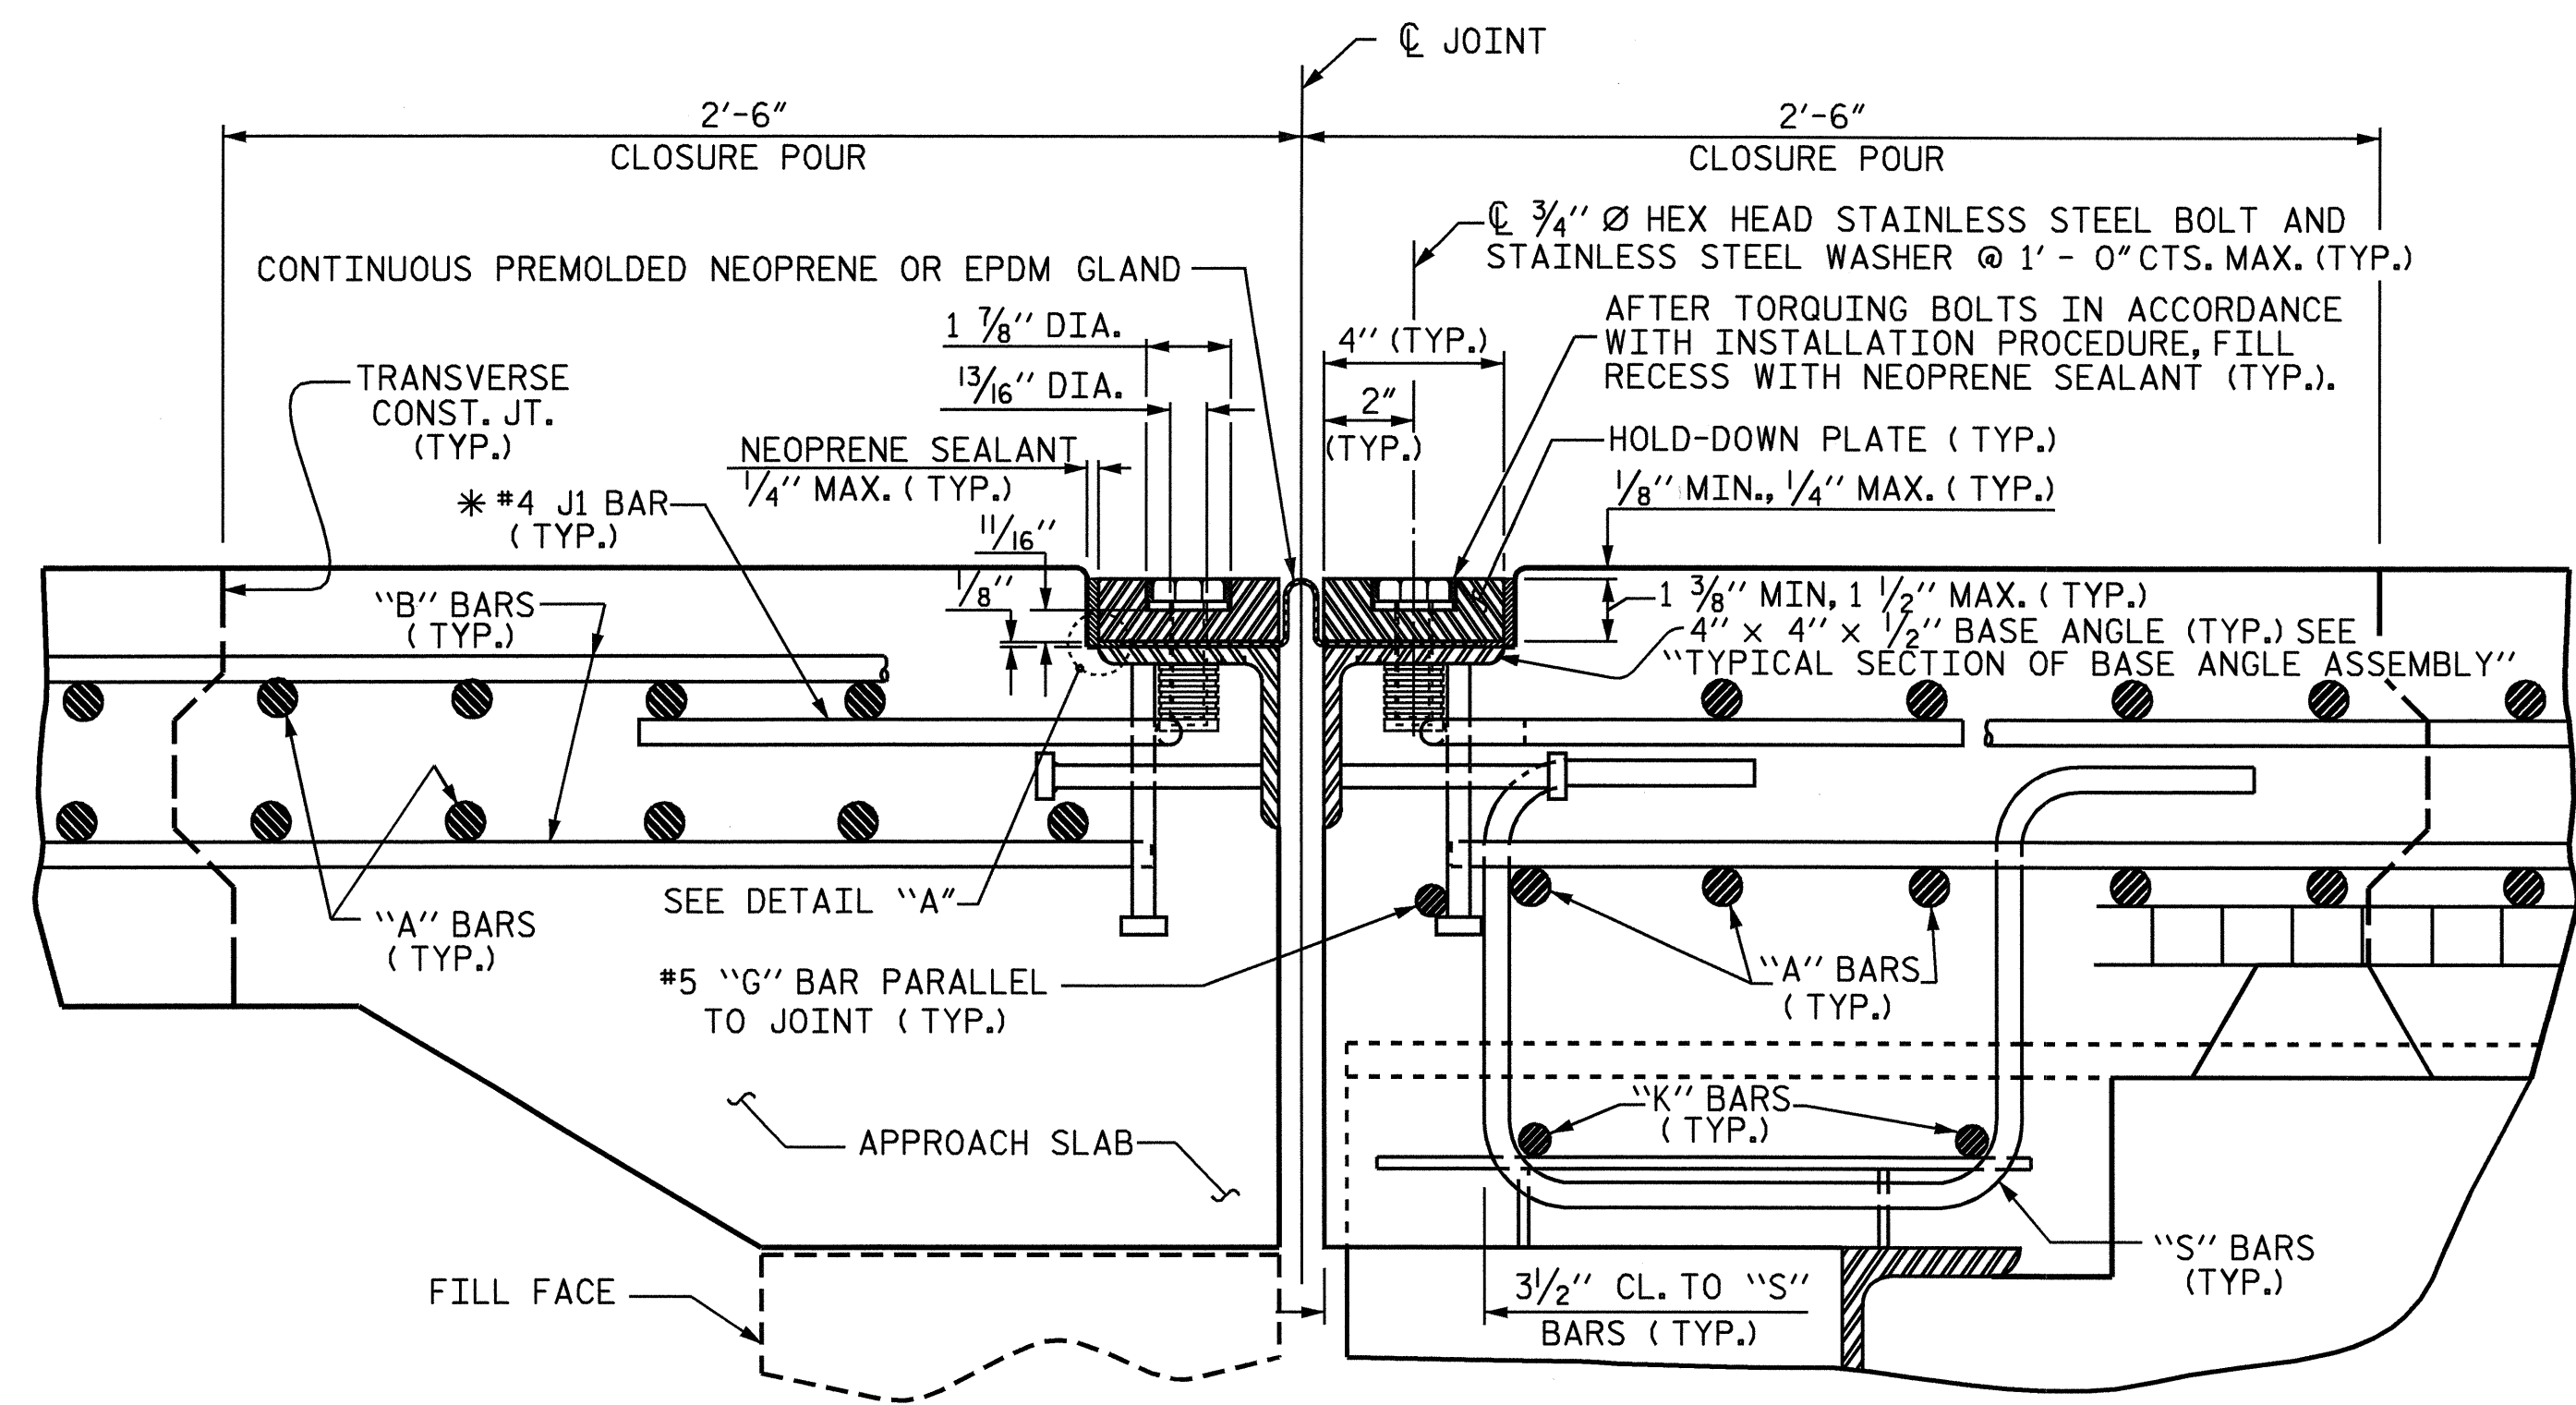 ℄ JOINT
2'-6"
CLOSURE POUR
2'-6"
CLOSURE POUR
℄ 3/4" Ø HEX HEAD STAINLESS STEEL BOLT AND
STAINLESS STEEL WASHER @ 1' - 0" CTS. MAX. (TYP.)
CONTINUOUS PREMOLDED NEOPRENE OR EPDM GLAND
AFTER TORQUING BOLTS IN ACCORDANCE
WITH INSTALLATION PROCEDURE, FILL
RECESS WITH NEOPRENE SEALANT (TYP.).
1 7/8" DIA.
4" (TYP.)
13/16" DIA.
2"
(TYP.)
TRANSVERSE
CONST. JT.
(TYP.)
NEOPRENE SEALANT
1/4" MAX. ( TYP.)
HOLD-DOWN PLATE ( TYP.)
1/8" MIN., 1/4" MAX. ( TYP.)
* #4 J1 BAR
( TYP.)
11/16"
1/8"
"B" BARS
( TYP.)
1 3/8" MIN, 1 1/2" MAX. ( TYP.)
4" x 4" x 1/2" BASE ANGLE (TYP.) SEE
"TYPICAL SECTION OF BASE ANGLE ASSEMBLY"
SEE DETAIL "A"
"A" BARS
( TYP.)
#5 "G" BAR PARALLEL
TO JOINT ( TYP.)
"A" BARS
( TYP.)
"K" BARS
( TYP.)
APPROACH SLAB
"S" BARS
(TYP.)
FILL FACE
3 1/2" CL. TO "S"
BARS ( TYP.)